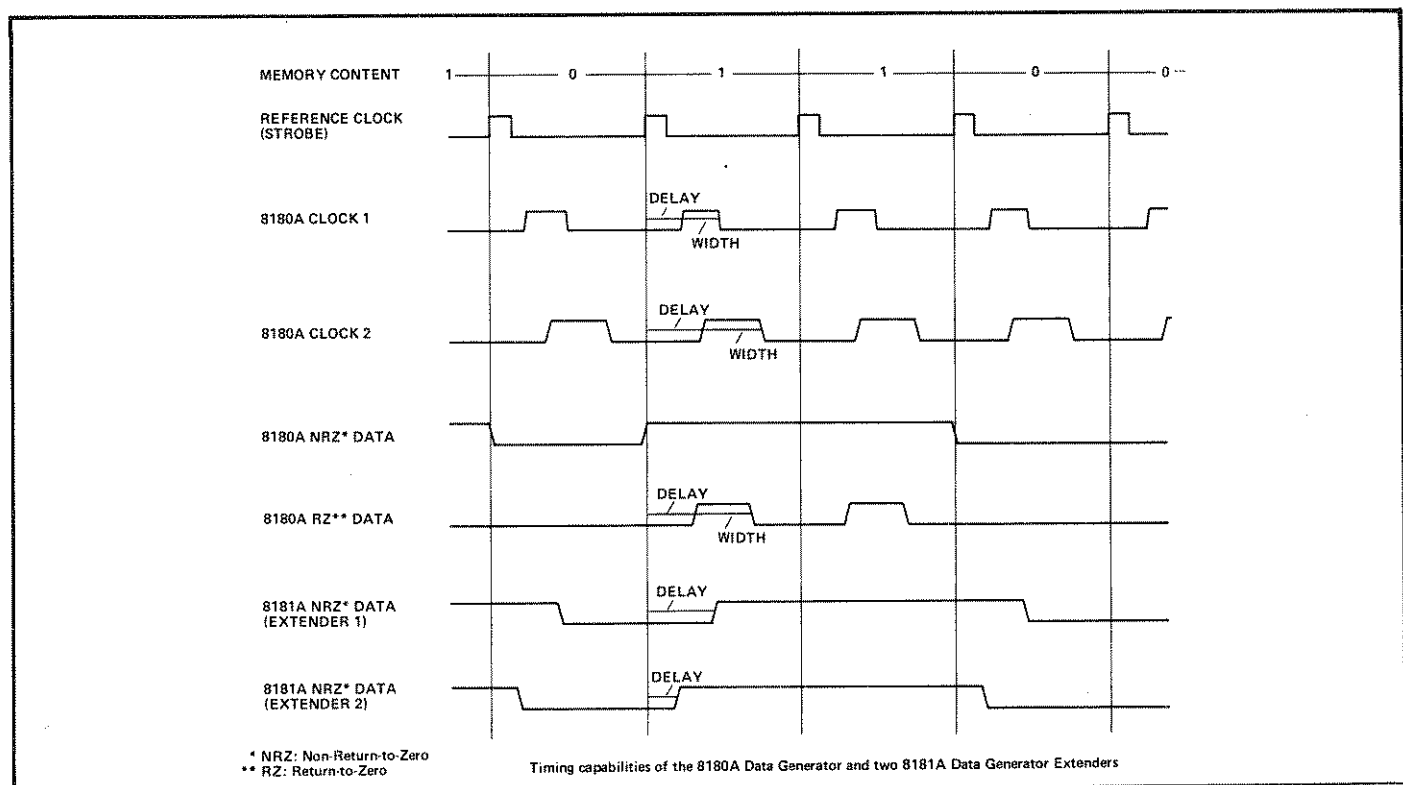 MEMORY CONTENT 1 0 1 1 0 0
REFERENCE CLOCK
(STROBE)
DELAY
8180A CLOCK 1
WIDTH
DELAY
8180A CLOCK 2
WIDTH
8180A NRZ* DATA
DELAY
8180A RZ** DATA
WIDTH
DELAY
8181A NRZ* DATA
(EXTENDER 1)
DELAY
8181A NRZ* DATA
(EXTENDER 2)
* NRZ: Non-Return-to-Zero
** RZ: Return-to-Zero
Timing capabilities of the 8180A Data Generator and two 8181A Data Generator Extenders